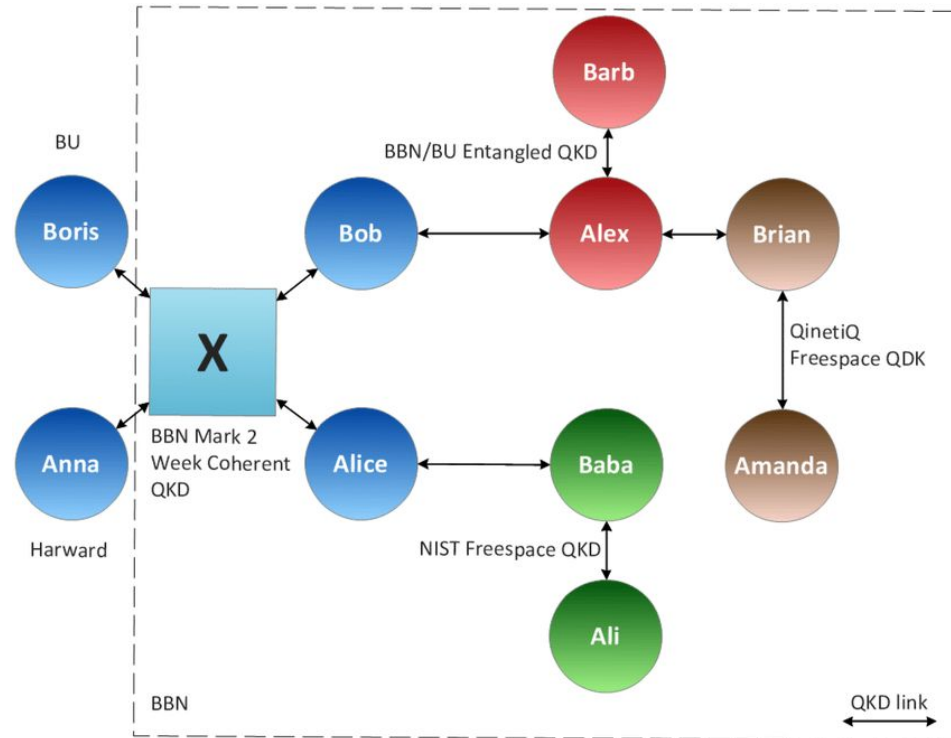 Barb
BU
BBN/BU Entangled QKD
Boris
Bob
Alex
Brian
X
QinetiQ
Freespace QDK
BBN Mark 2
Week Coherent
QKD
Anna
Alice
Baba
Amanda
Harward
NIST Freespace QKD
Ali
BBN
QKD link